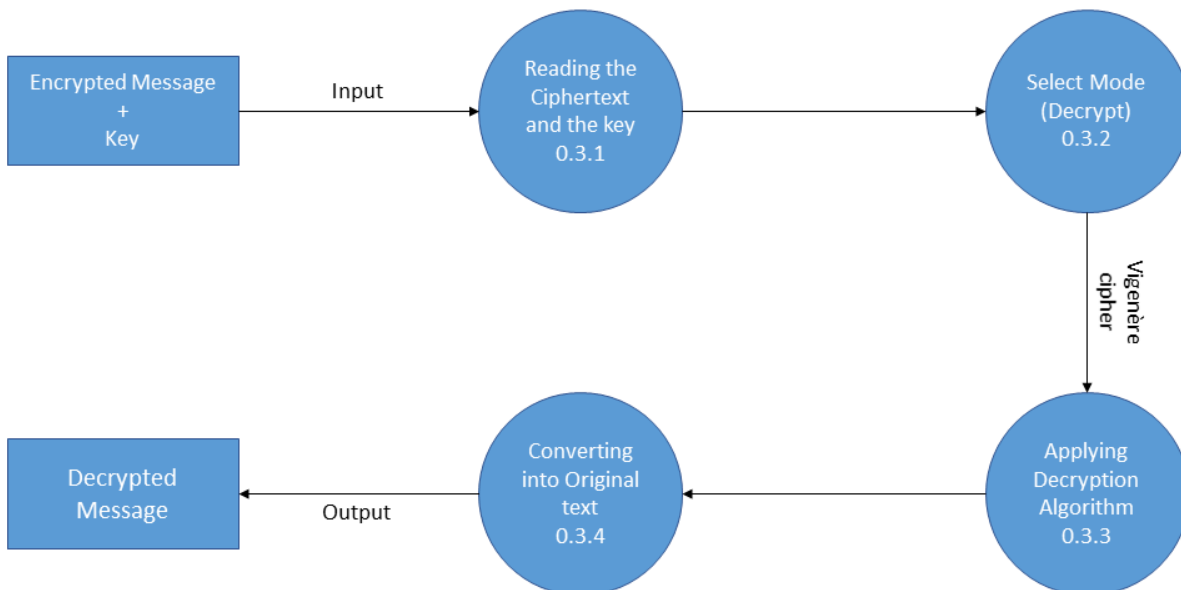 Encrypted Message
+
Key
Input
Reading the
Ciphertext
and the key
0.3.1
Select Mode
(Decrypt)
0.3.2
Vigenère
cipher
Applying
Decryption
Algorithm
0.3.3
Converting
into Original
text
0.3.4
Output
Decrypted
Message